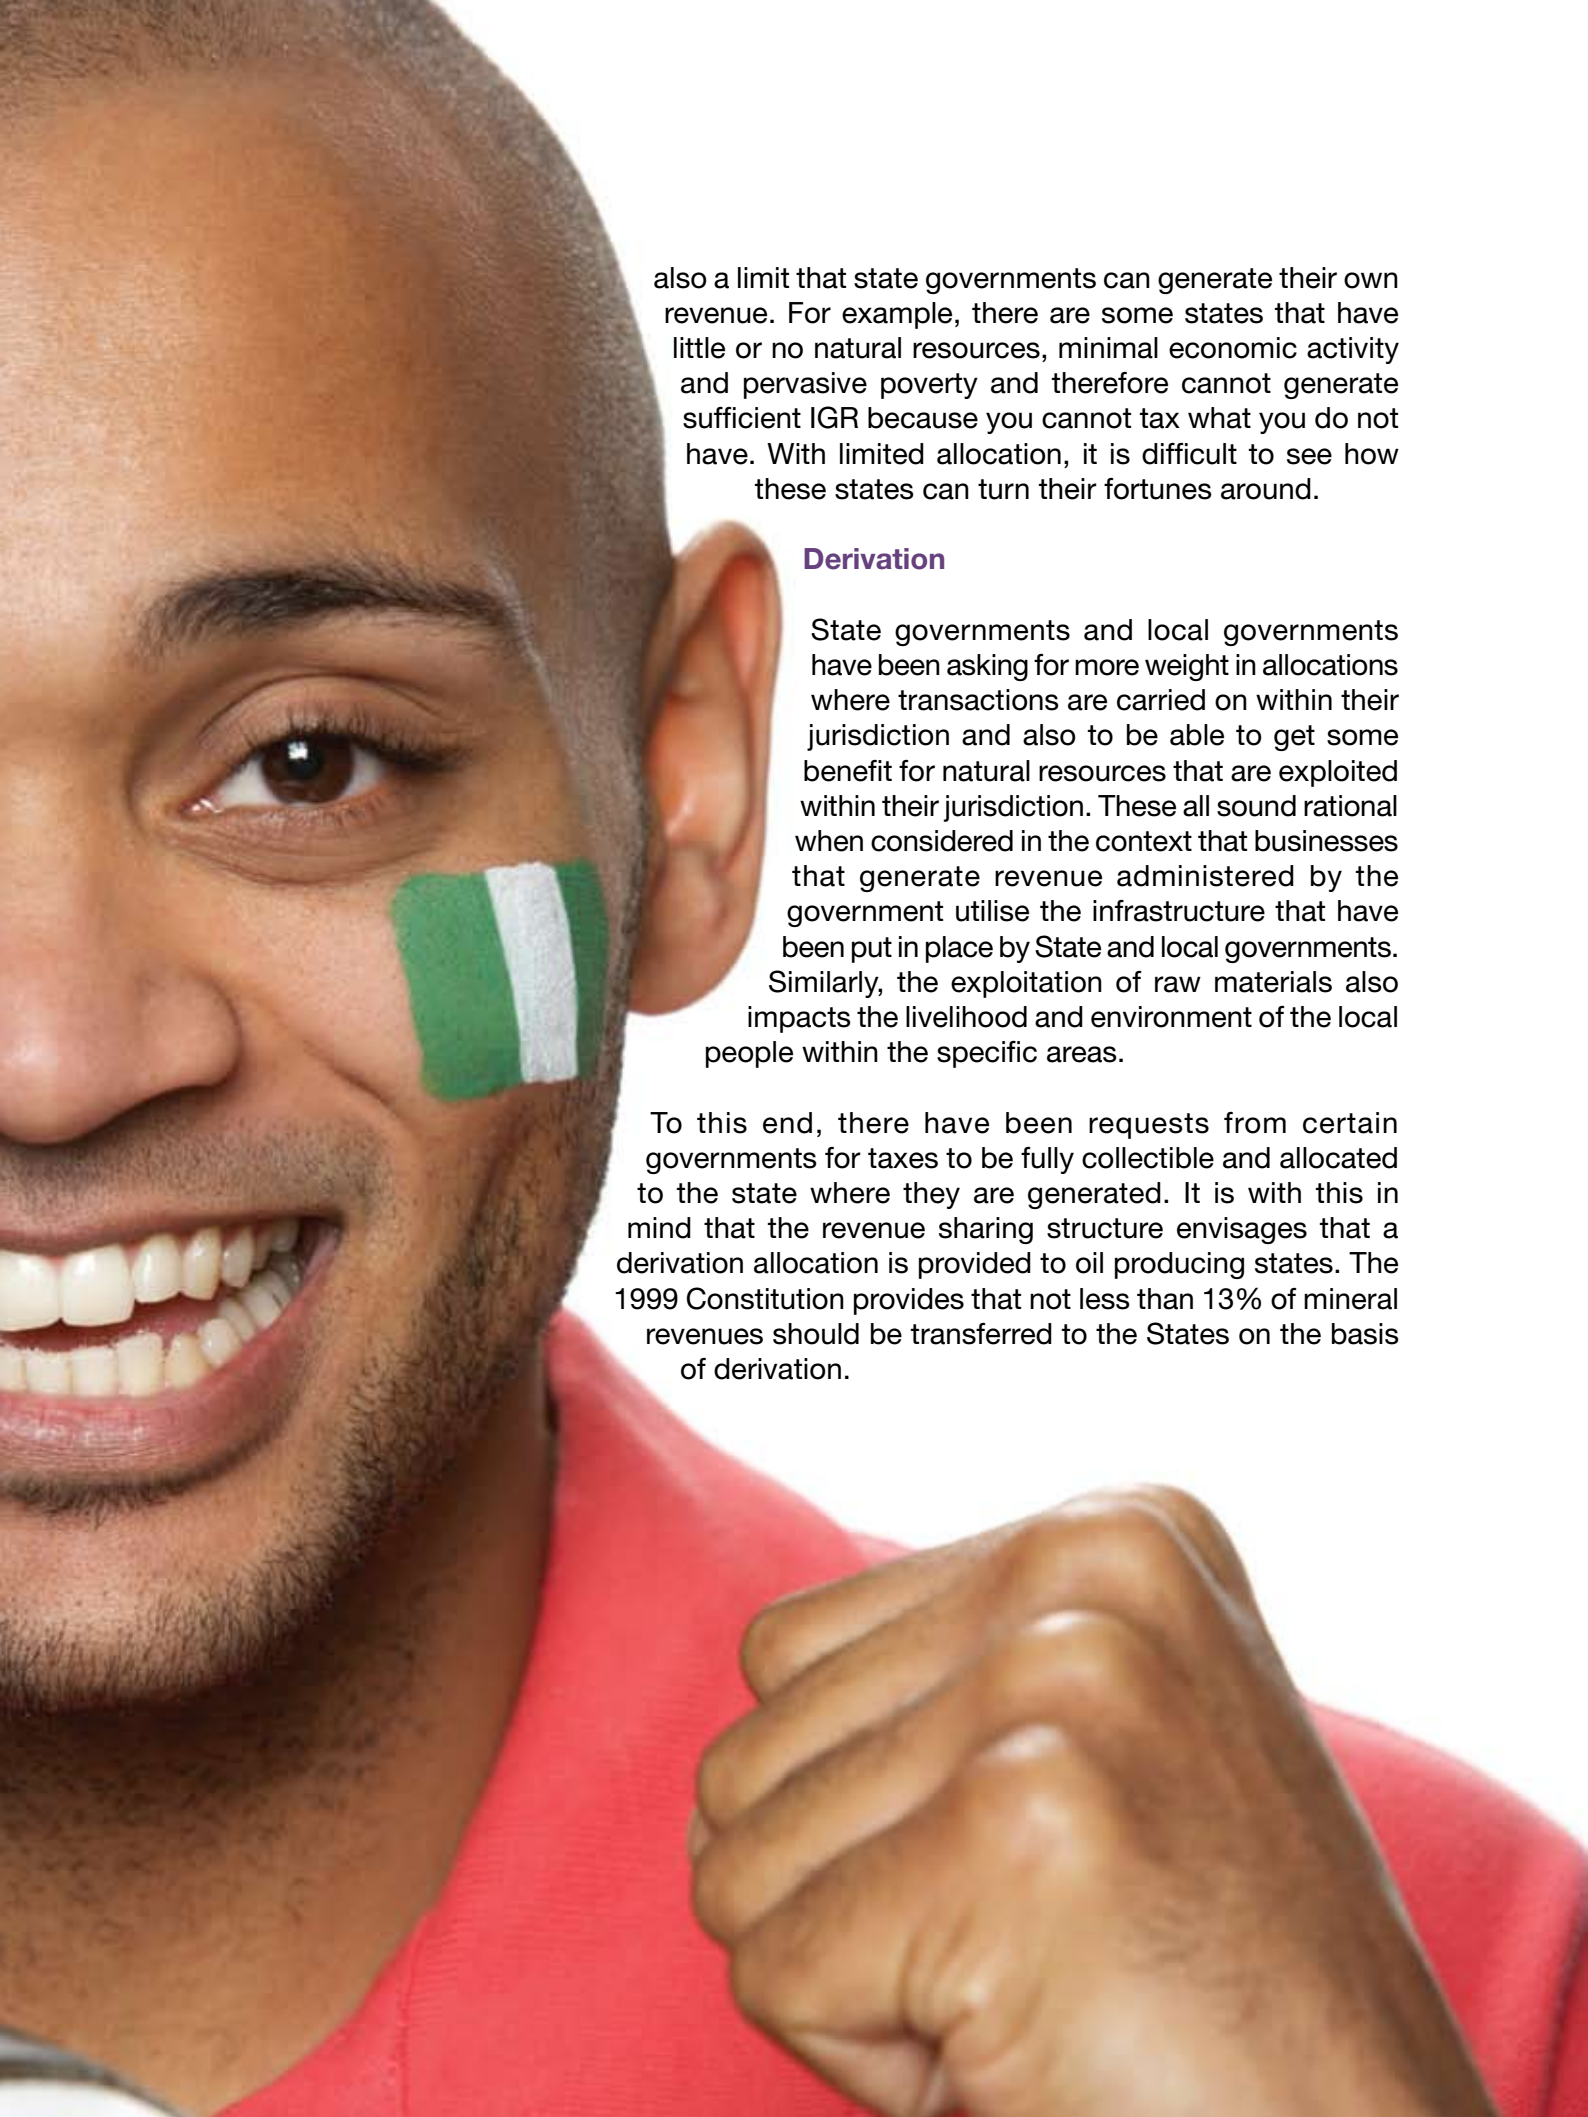 also a limit that state governments can generate their own
revenue. For example, there are some states that have
little or no natural resources, minimal economic activity
and pervasive poverty and therefore cannot generate
sufficient IGR because you cannot tax what you do not
have. With limited allocation, it is difficult to see how
these states can turn their fortunes around.
Derivation
State governments and local governments
have been asking for more weight in allocations
where transactions are carried on within their
jurisdiction and also to be able to get some
benefit for natural resources that are exploited
within their jurisdiction. These all sound rational
when considered in the context that businesses
that generate revenue administered by the
government utilise the infrastructure that have
been put in place by State and local governments.
Similarly, the exploitation of raw materials also
impacts the livelihood and environment of the local
people within the specific areas.
To this end, there have been requests from certain
governments for taxes to be fully collectible and allocated
to the state where they are generated. It is with this in
mind that the revenue sharing structure envisages that a
derivation allocation is provided to oil producing states. The
1999 Constitution provides that not less than 13% of mineral
revenues should be transferred to the States on the basis
of derivation.